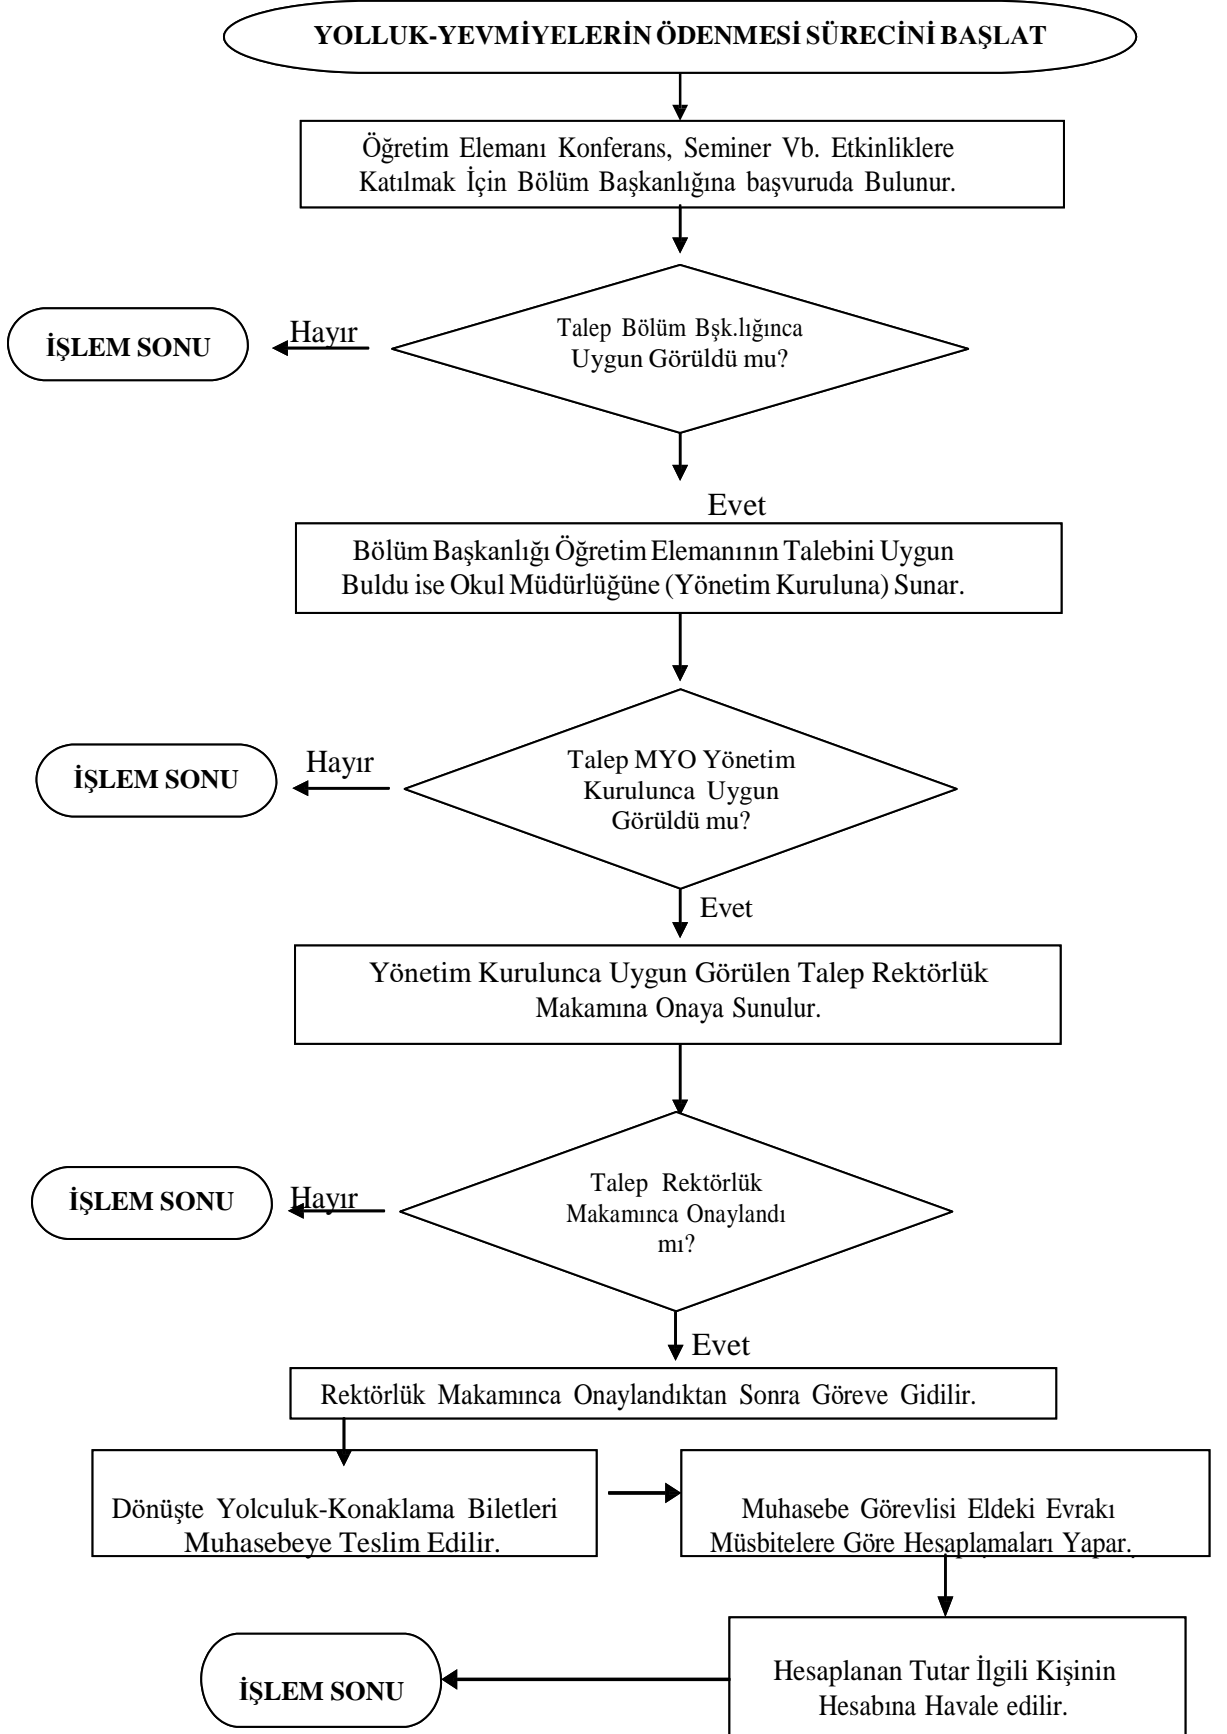 YOLLUK-YEVMİYELERİN ÖDENMESİ SÜRECİNİ BAŞLAT
Öğretim Elemanı Konferans, Seminer Vb. Etkinliklere
Katılmak İçin Bölüm Başkanlığına başvuruda Bulunur.
Talep Bölüm Bşk.lığınca
Uygun Görüldü mu?
Hayır
İŞLEM SONU
Evet
Bölüm Başkanlığı Öğretim Elemanının Talebini Uygun
Buldu ise Okul Müdürlüğüne (Yönetim Kuruluna) Sunar.
Talep MYO Yönetim
Kurulunca Uygun
Görüldü mu?
Hayır
İŞLEM SONU
Evet
Yönetim Kurulunca Uygun Görülen Talep Rektörlük
Makamına Onaya Sunulur.
Talep Rektörlük
Makamınca Onaylandı
mı?
Hayır
İŞLEM SONU
Evet
Rektörlük Makamınca Onaylandıktan Sonra Göreve Gidilir.
Dönüşte Yolculuk-Konaklama Biletleri
Muhasebeye Teslim Edilir.
Muhasebe Görevlisi Eldeki Evrakı
Müsbitelere Göre Hesaplamaları Yapar.
Hesaplanan Tutar İlgili Kişinin
Hesabına Havale edilir.
İŞLEM SONU